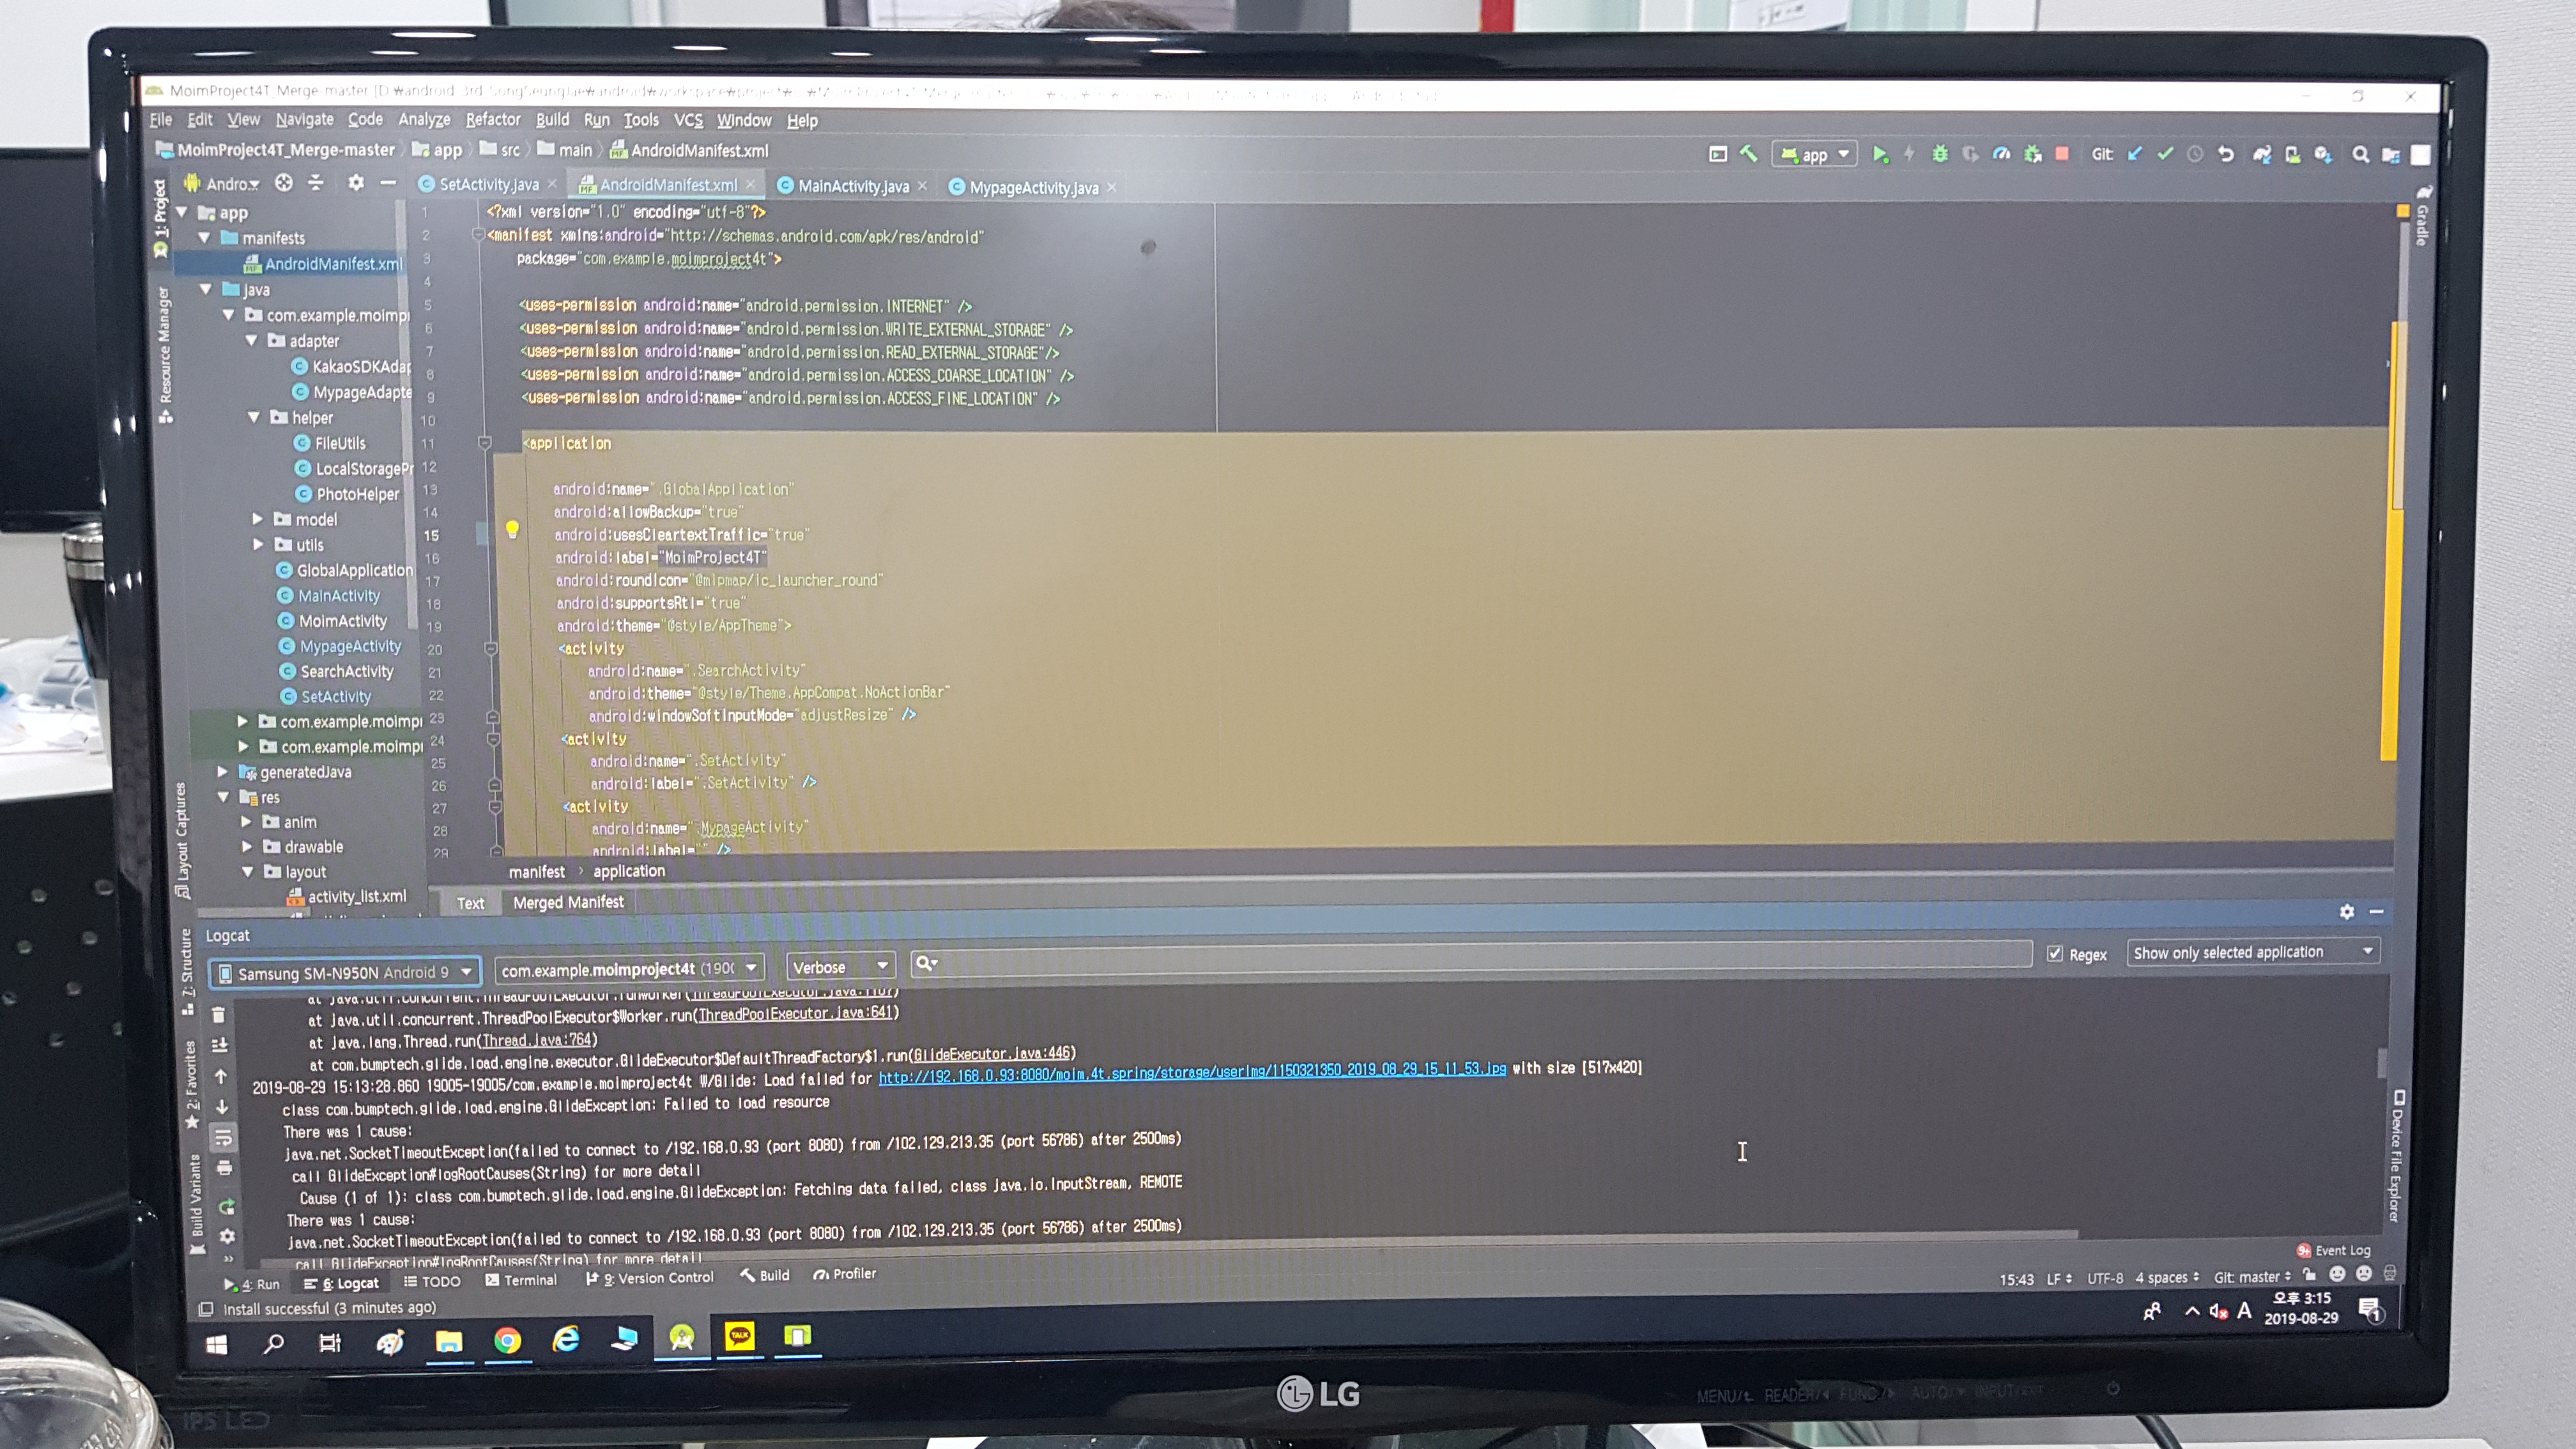 MoimProject4T_Merge-master
File Edit View Navigate Code Analyze Refactor Build Run Tools VCS Window Help
MoimProject4T_Merge-master app src main AndroidManifest.xml
app Git:
Andro...
SetActivity.java AndroidManifest.xml MainActivity.java MypageActivity.java
1: Project
Resource Manager
Layout Captures
7: Structure
2: Favorites
Build Variants
Gradle
Device File Explorer
app
manifests
AndroidManifest.xml
java
com.example.moimp
adapter
KakaoSDKAda
MypageAdapte
helper
FileUtils
LocalStoragePr
PhotoHelper
model
utils
GlobalApplication
MainActivity
MoimActivity
MypageActivity
SearchActivity
SetActivity
com.example.moimp
com.example.moimp
generatedJava
res
anim
drawable
layout
activity_list.xml
1 <?xml version="1.0" encoding="utf-8"?>
2 <manifest xmlns:android="http://schemas.android.com/apk/res/android"
3 package="com.example.moimproject4t">
4
5 <uses-permission android:name="android.permission.INTERNET" />
6 <uses-permission android:name="android.permission.WRITE_EXTERNAL_STORAGE" />
7 <uses-permission android:name="android.permission.READ_EXTERNAL_STORAGE"/>
8 <uses-permission android:name="android.permission.ACCESS_COARSE_LOCATION" />
9 <uses-permission android:name="android.permission.ACCESS_FINE_LOCATION" />
10
11 <application
12
13 android:name=".GlobalApplication"
14 android:allowBackup="true"
15 android:usesCleartextTraffic="true"
16 android:label="MoimProject4T"
17 android:roundIcon="@mipmap/ic_launcher_round"
18 android:supportsRtl="true"
19 android:theme="@style/AppTheme">
20 <activity
21 android:name=".SearchActivity"
22 android:theme="@style/Theme.AppCompat.NoActionBar"
23 android:windowSoftInputMode="adjustResize" />
24 <activity
25 android:name=".SetActivity"
26 android:label=".SetActivity" />
27 <activity
28 android:name=".MypageActivity"
29 android:label="" />
manifest › application
Text Merged Manifest
Logcat
Samsung SM-N950N Android 9 com.example.moimproject4t (190 Verbose Regex Show only selected application
at java.util.concurrent.ThreadPoolExecutor.runWorker(ThreadPoolExecutor.java:1167)
at java.util.concurrent.ThreadPoolExecutor$Worker.run(ThreadPoolExecutor.java:641)
at java.lang.Thread.run(Thread.java:764)
at com.bumptech.glide.load.engine.executor.GlideExecutor$DefaultThreadFactory$1.run(GlideExecutor.java:446)
2019-08-29 15:13:28.860 19005-19005/com.example.moimproject4t W/Glide: Load failed for http://192.168.0.93:8080/moim.4t.spring/storage/userimg/1150321350_2019_08_29_15_11_53.jpg with size [517x420]
class com.bumptech.glide.load.engine.GlideException: Failed to load resource
There was 1 cause:
java.net.SocketTimeoutException(failed to connect to /192.168.0.93 (port 8080) from /102.129.213.35 (port 56786) after 2500ms)
call GlideException#logRootCauses(String) for more detail
Cause (1 of 1): class com.bumptech.glide.load.engine.GlideException: Fetching data failed, class java.io.InputStream, REMOTE
There was 1 cause:
java.net.SocketTimeoutException(failed to connect to /192.168.0.93 (port 8080) from /102.129.213.35 (port 56786) after 2500ms)
call GlideException#logRootCauses(String) for more detail
4: Run 6: Logcat TODO Terminal 9: Version Control Build Profiler
9+ Event Log
Install successful (3 minutes ago)
15:43 LF UTF-8 4 spaces Git: master
TALK
A
오후 3:15
2019-08-29
1
LG
MENU/ READER/ FUNC./ AUTO/ INPUT/
IPS LED